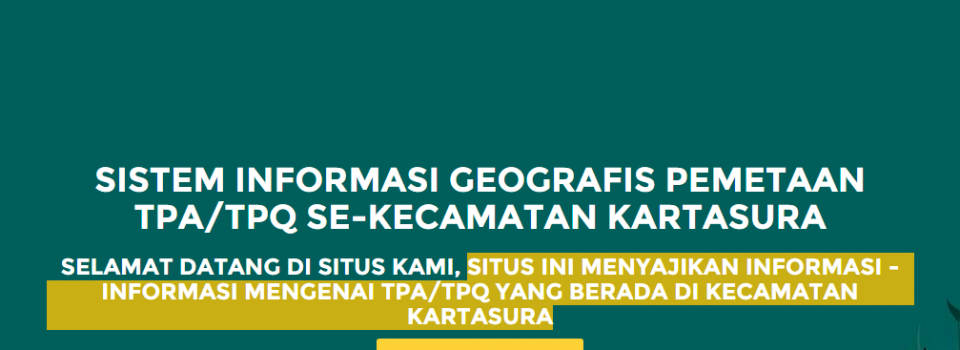 SISTEM INFORMASI GEOGRAFIS PEMETAAN
TPA/TPQ SE-KECAMATAN KARTASURA
SELAMAT DATANG DI SITUS KAMI, SITUS INI MENYAJIKAN INFORMASI -
INFORMASI MENGENAI TPA/TPQ YANG BERADA DI KECAMATAN
KARTASURA